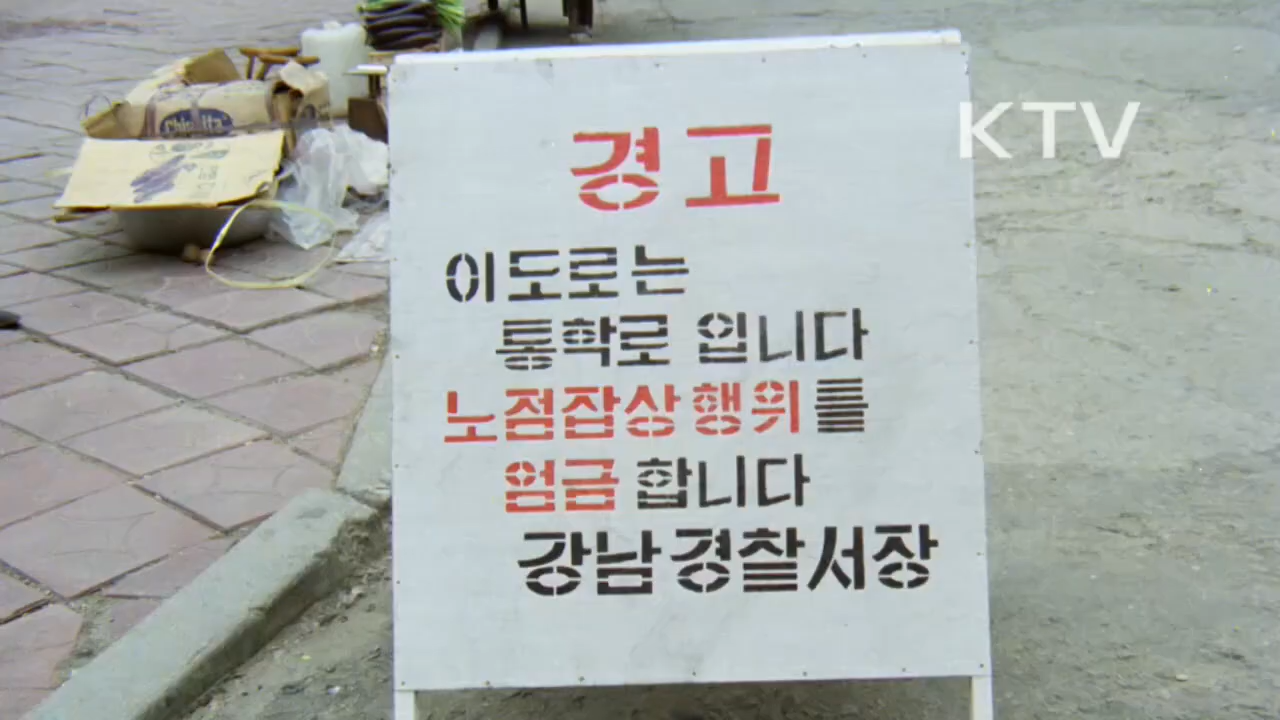 KTV
Chiquita
경고
이도로는
통학로 입니다
노점잡상행위를
엄금 합니다
강남경찰서장